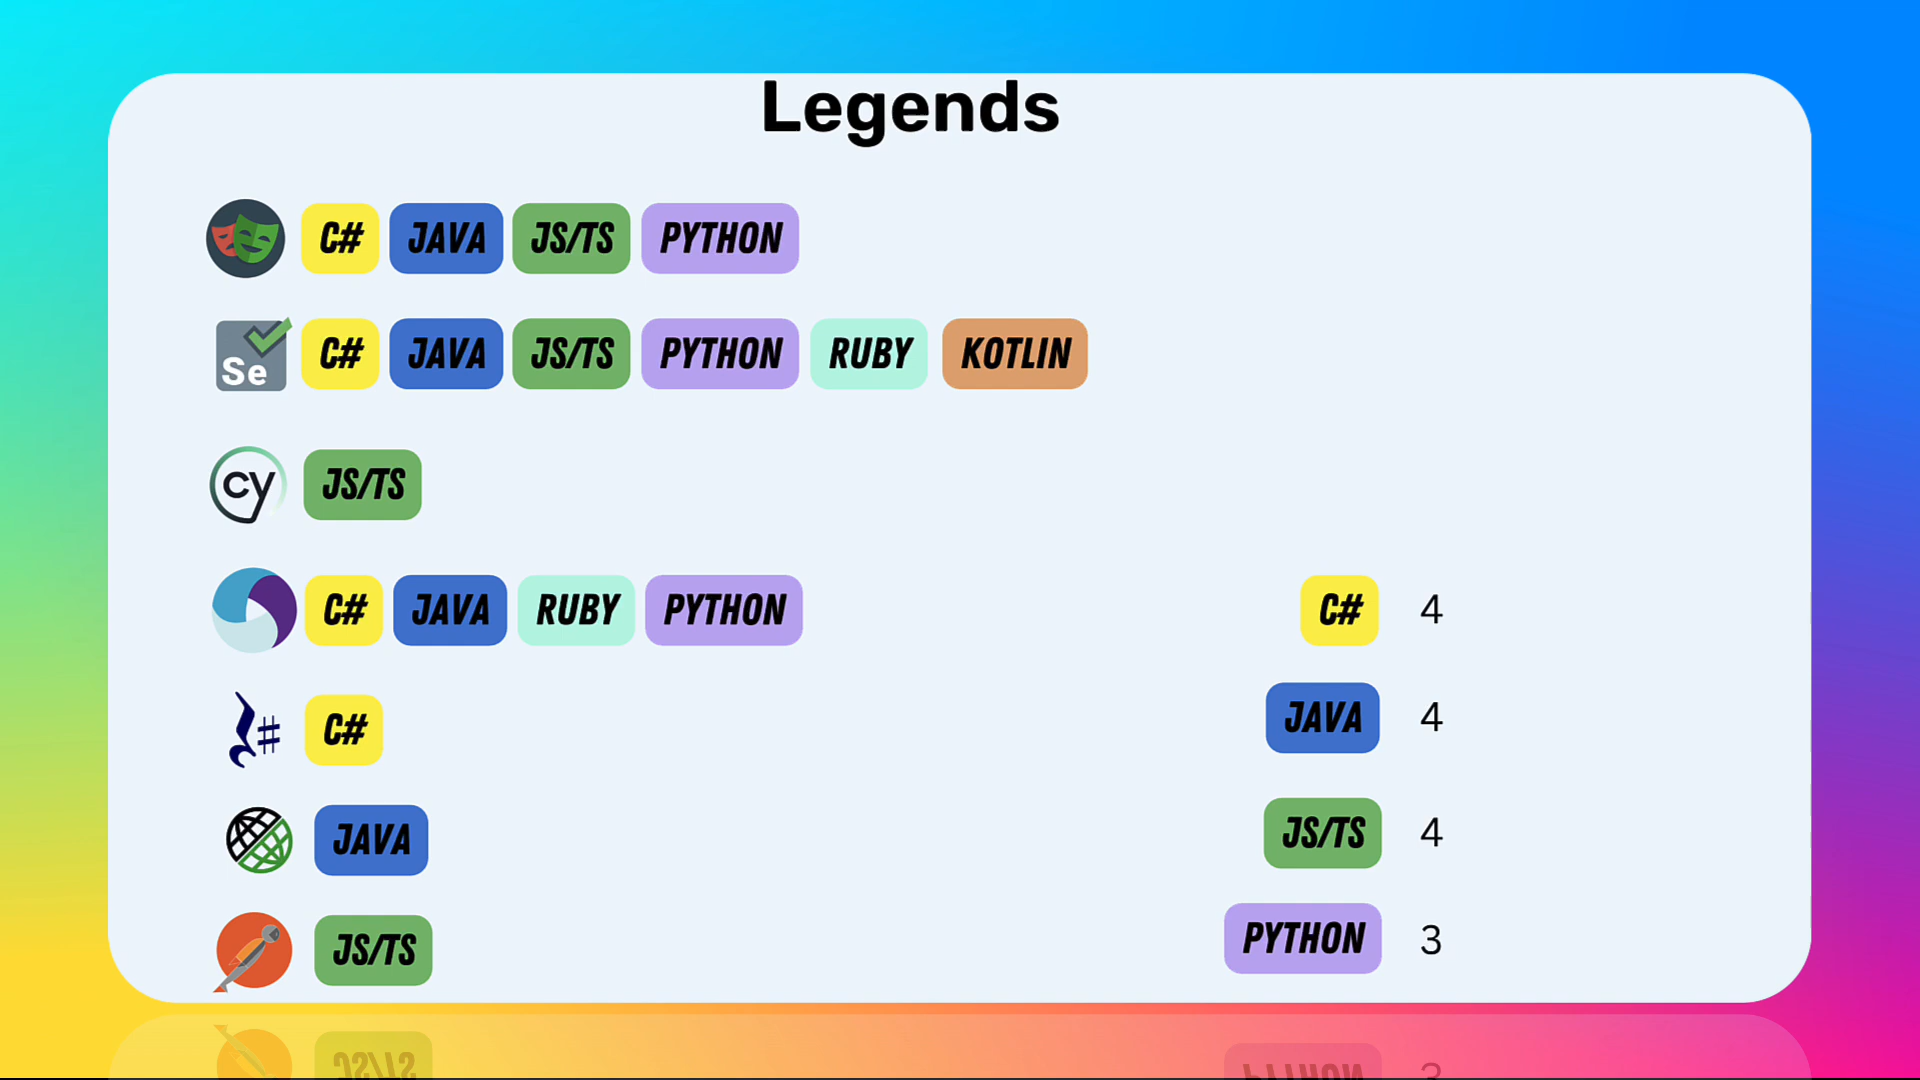 Legends
C# JAVA JS/TS PYTHON
Se C# JAVA JS/TS PYTHON RUBY KOTLIN
cy JS/TS
C# JAVA RUBY PYTHON
C#
JAVA
JS/TS
C# 4
JAVA 4
JS/TS 4
PYTHON 3